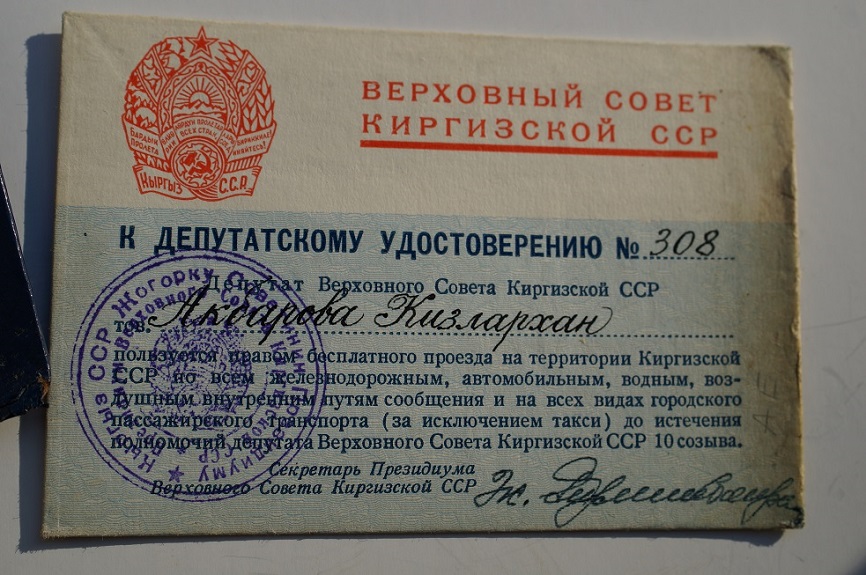 ВЕРХОВНЫЙ СОВЕТ
КИРГИЗСКОЙ ССР
КЫРГЫЗ С.С.Р.
К ДЕПУТАТСКОМУ УДОСТОВЕРЕНИЮ № 308
Депутат Верховного Совета Киргизской ССР
тов. Акбарова Кизлархан
пользуется правом бесплатного проезда на территории Киргизской
ССР по всем железнодорожным, автомобильным, водным, воз-
душным внутренним путям сообщения и на всех видах городского
пассажирского транспорта (за исключением такси) до истечения
полномочий депутата Верховного Совета Киргизской ССР 10 созыва.
Секретарь Президиума
Верховного Совета Киргизской ССР
Кыргыз ССР Жогорку Советинин